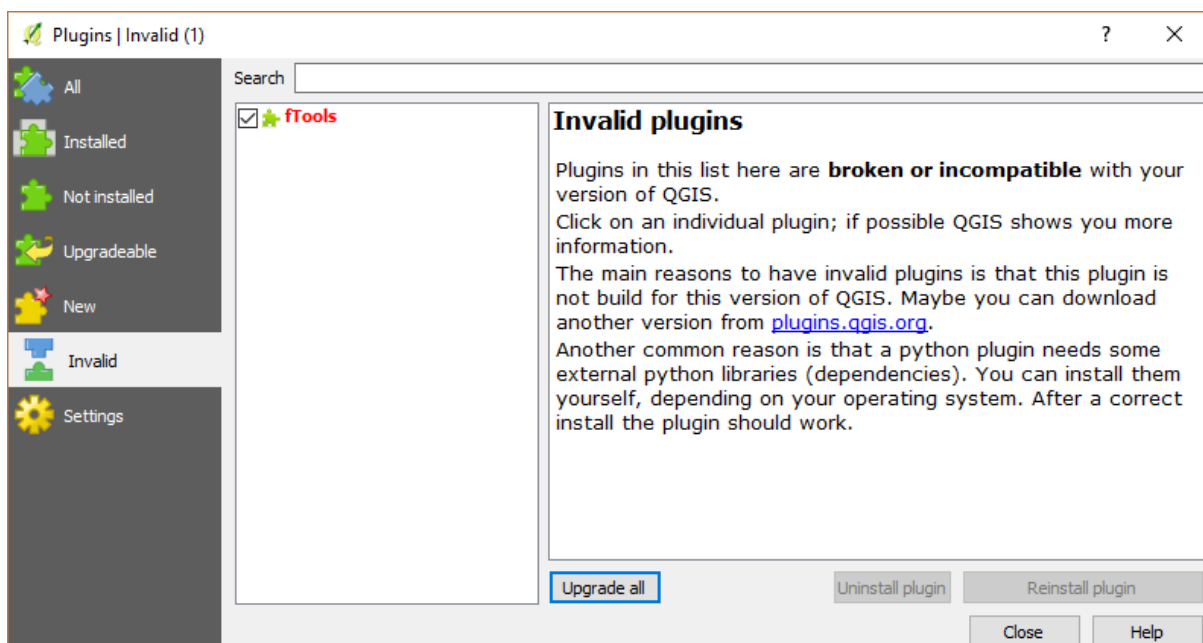 Plugins | Invalid (1)
?
All
Installed
Not installed
Upgradeable
New
Invalid
Settings
Search
fTools
Invalid plugins
Plugins in this list here are broken or incompatible with your
version of QGIS.
Click on an individual plugin; if possible QGIS shows you more
information.
The main reasons to have invalid plugins is that this plugin is
not build for this version of QGIS. Maybe you can download
another version from plugins.qgis.org.
Another common reason is that a python plugin needs some
external python libraries (dependencies). You can install them
yourself, depending on your operating system. After a correct
install the plugin should work.
Upgrade all
Uninstall plugin
Reinstall plugin
Close
Help